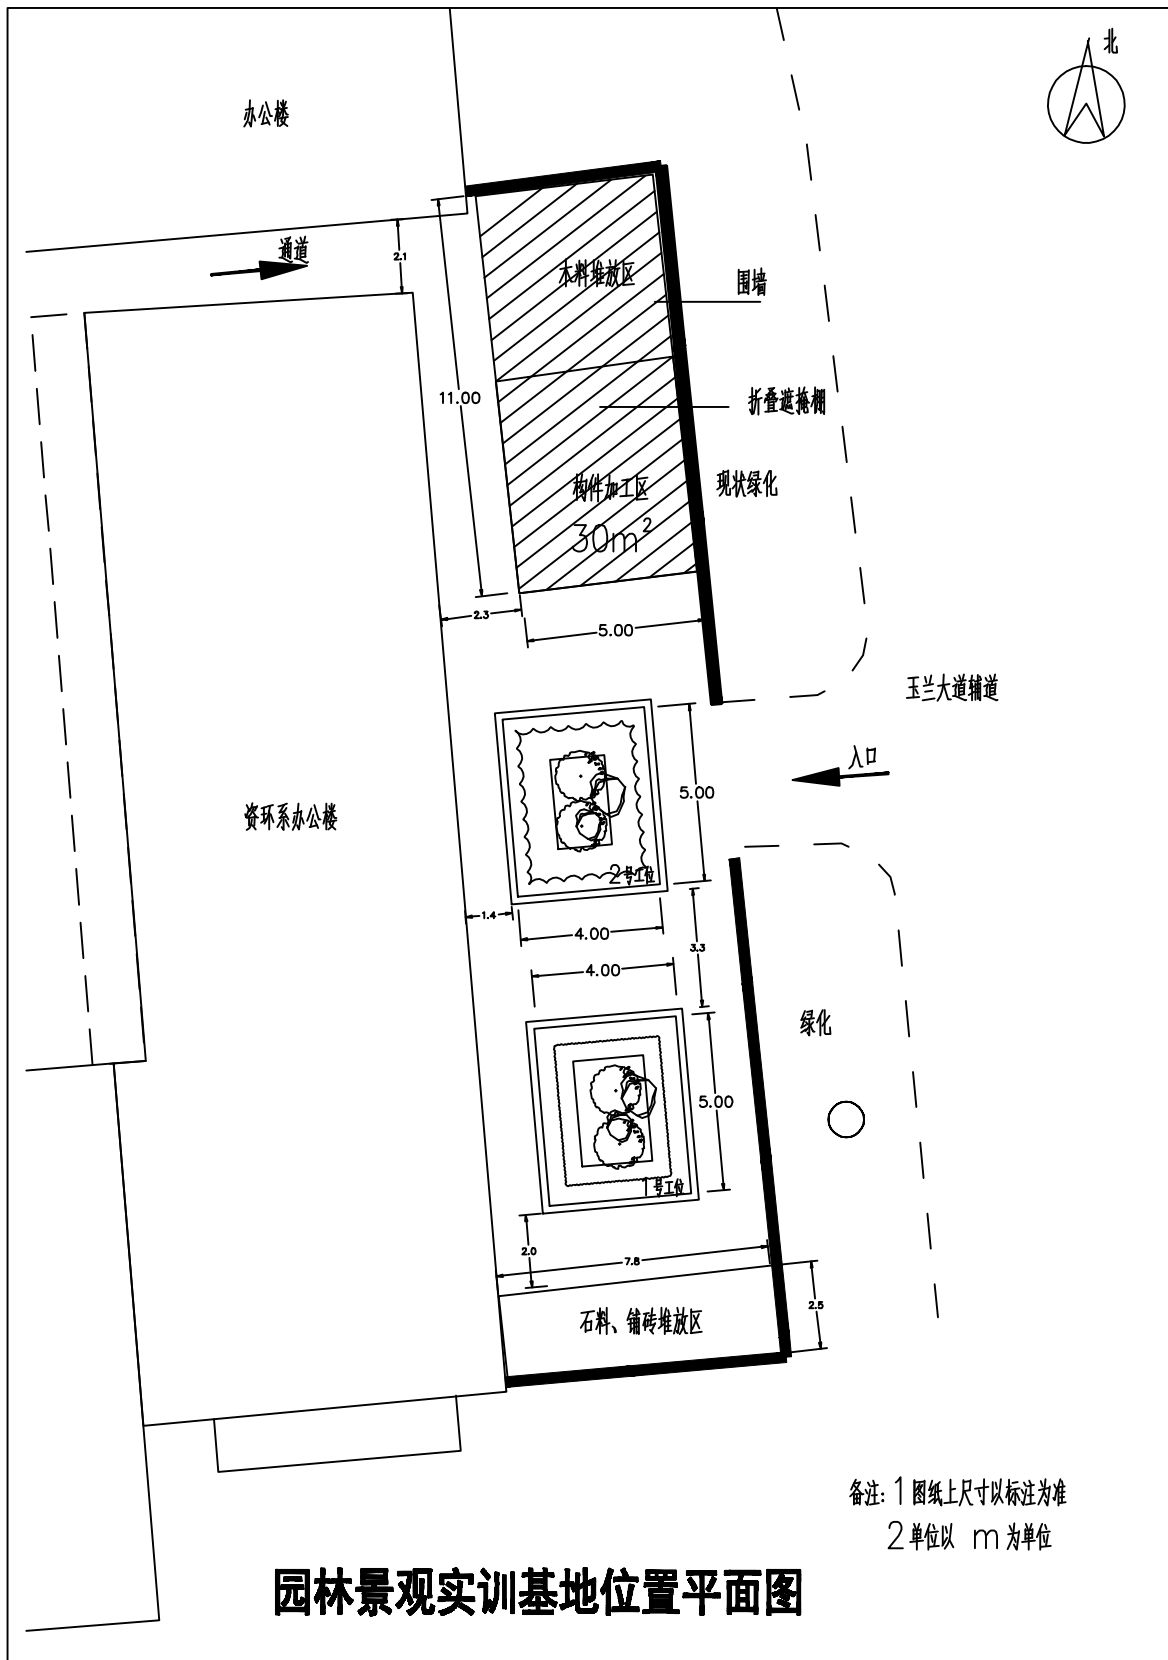 北
办公楼
通道
2.1
木料堆放区
围墙
11.00
折叠遮掩棚
构件加工区
现状绿化
30m²
2.3
5.00
玉兰大道辅道
入口
5.00
资环系办公楼
2号工位
1.4
4.00
3.3
4.00
绿化
5.00
1号工位
2.0
7.8
2.5
石料、铺砖堆放区
备注: 1 图纸上尺寸以标注为准
2 单位以 m 为单位
园林景观实训基地位置平面图